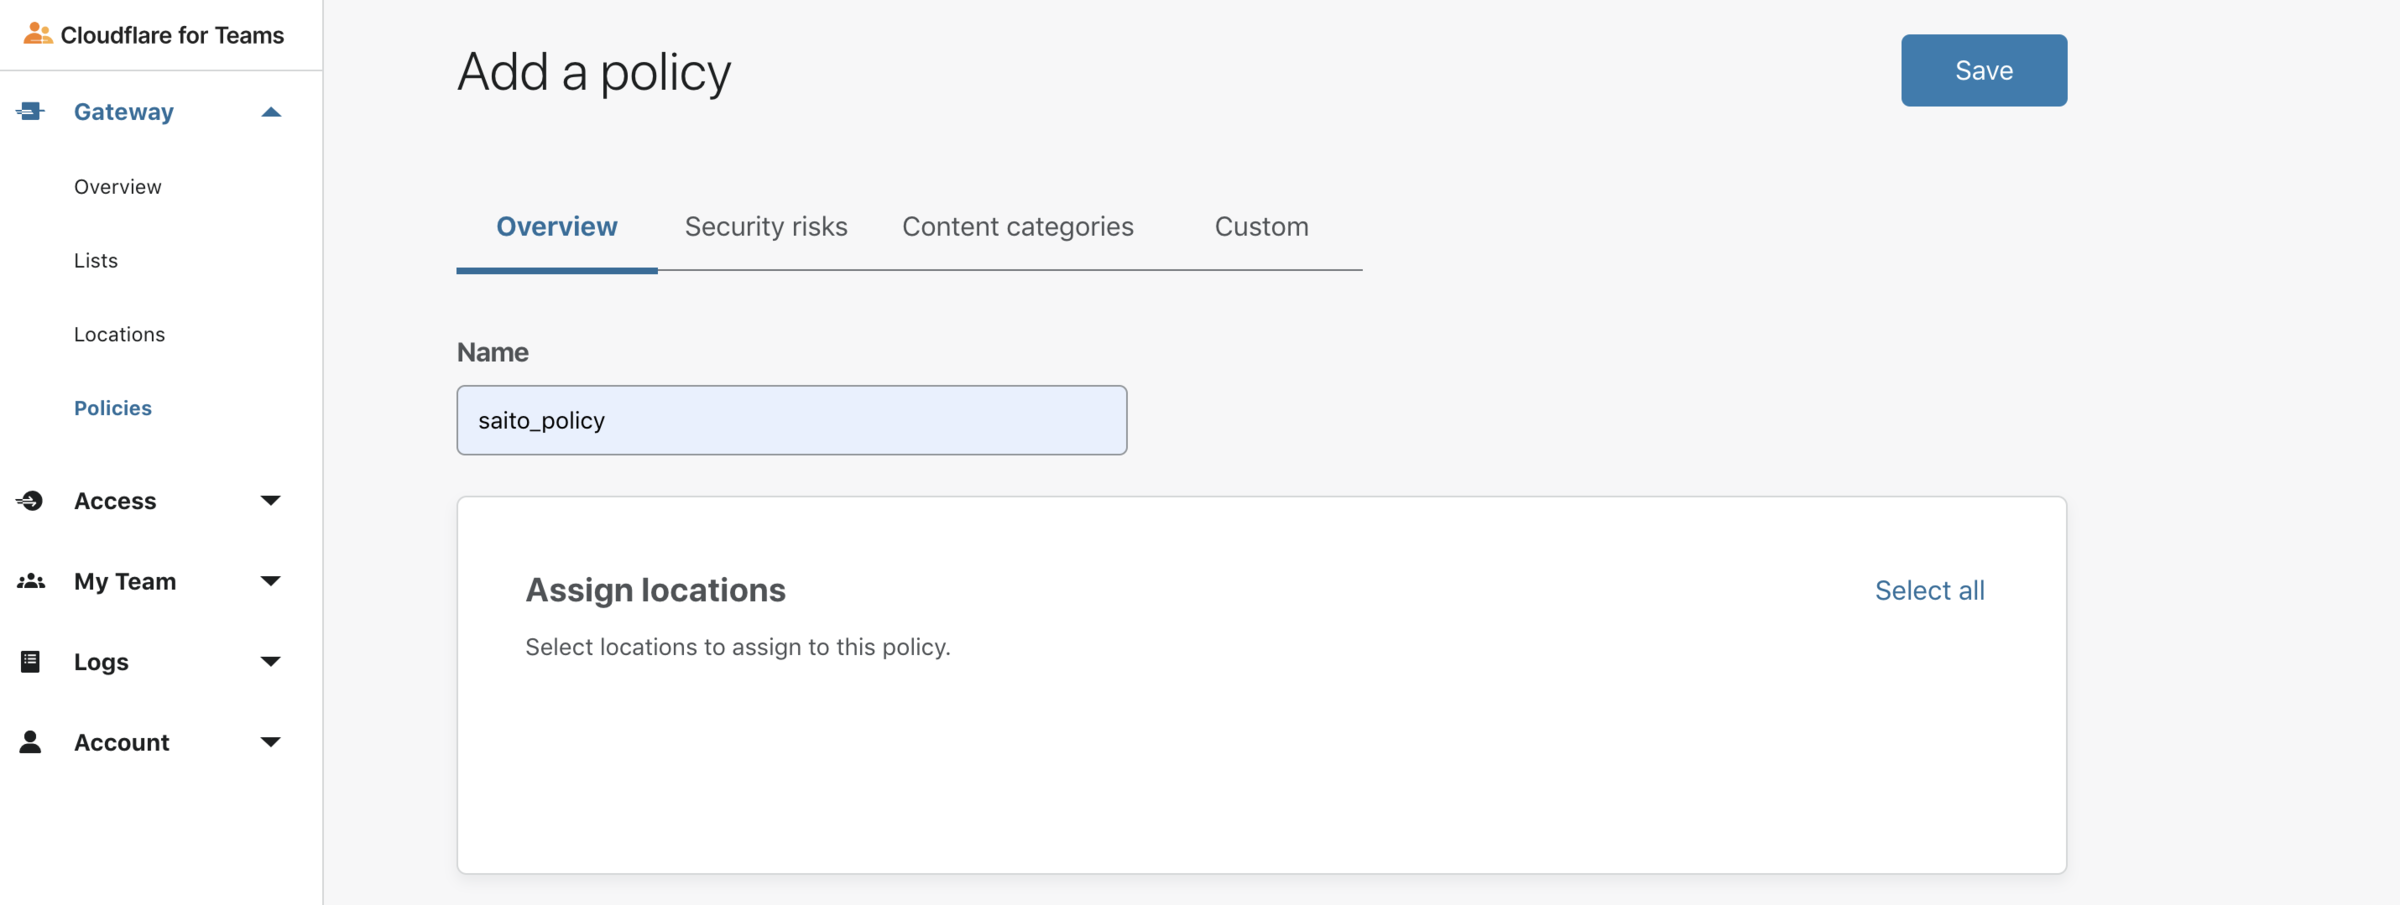 Cloudflare for Teams
Gateway
Overview
Lists
Locations
Policies
Access
My Team
Logs
Account
Add a policy
Save
Overview
Security risks
Content categories
Custom
Name
saito_policy
Assign locations
Select all
Select locations to assign to this policy.